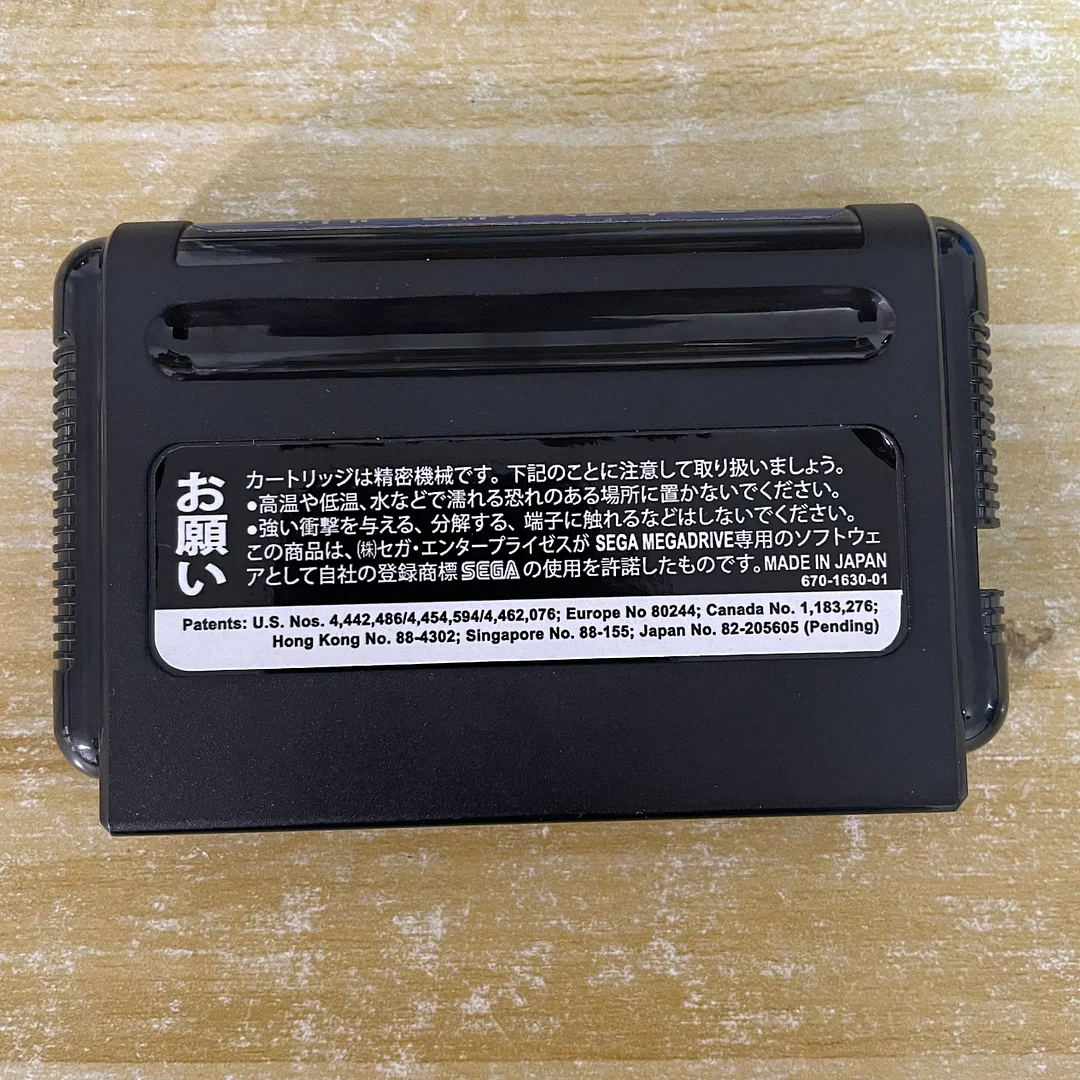 お願い
カートリッジは精密機械です。下記のことに注意して取り扱いましょう。
●高温や低温、水などで濡れる恐れのある場所に置かないでください。
●強い衝撃を与える、分解する、端子に触れるなどはしないでください。
この商品は、㈱セガ・エンタープライゼスが SEGA MEGADRIVE専用のソフトウェ
アとして自社の登録商標 SEGA の使用を許諾したものです。MADE IN JAPAN
670-1630-01
Patents: U.S. Nos. 4,442,486/4,454,594/4,462,076; Europe No 80244; Canada No. 1,183,276;
Hong Kong No. 88-4302; Singapore No. 88-155; Japan No. 82-205605 (Pending)